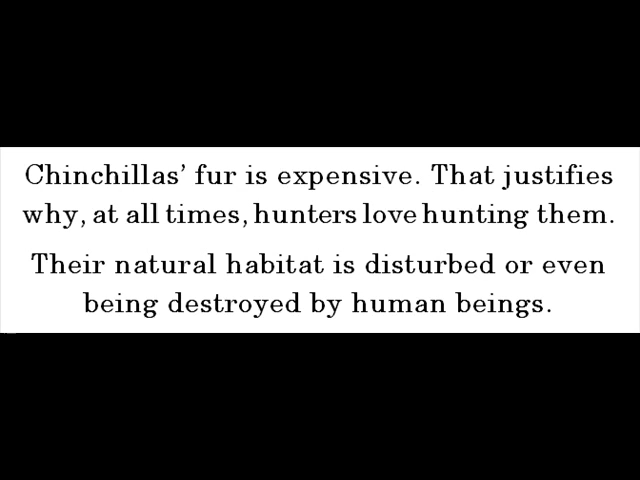 Chinchillas’ fur is expensive. That justifies
why, at all times, hunters love hunting them.
Their natural habitat is disturbed or even
being destroyed by human beings.